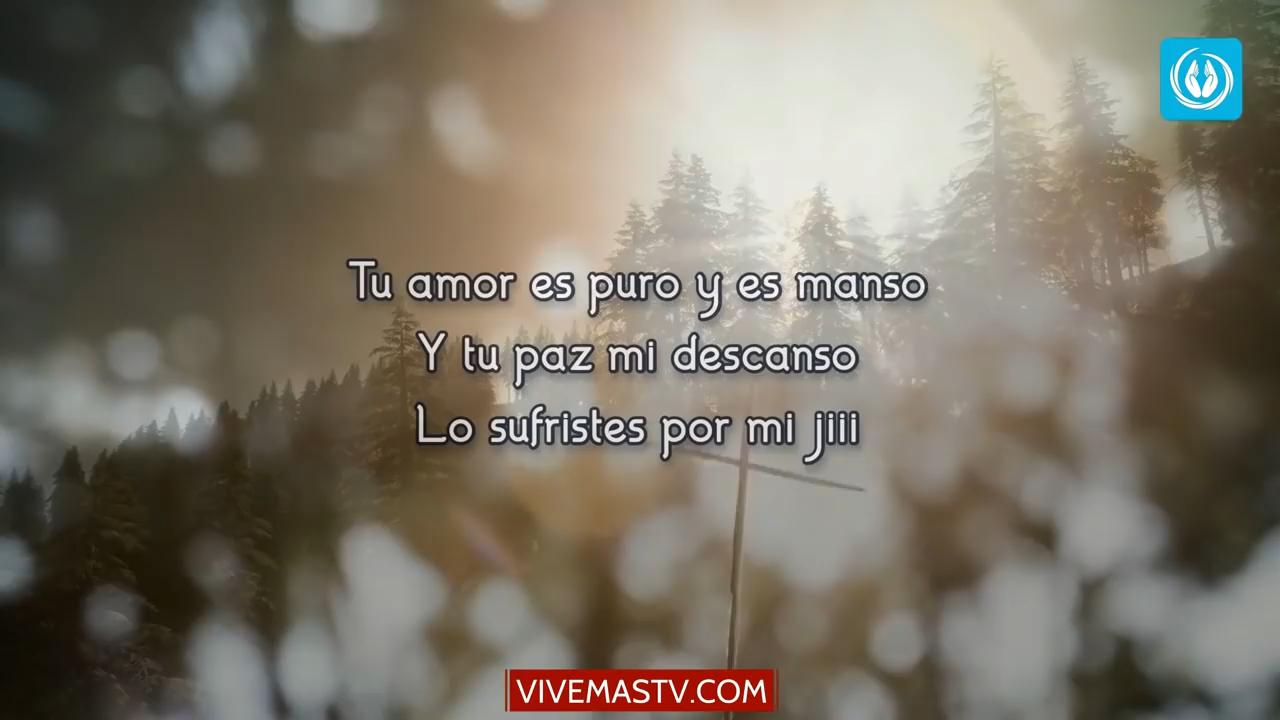 Tu amor es puro y es manso
Y tu paz mi descanso
Lo sufristes por mi jiii
VIVEMASTV.COM